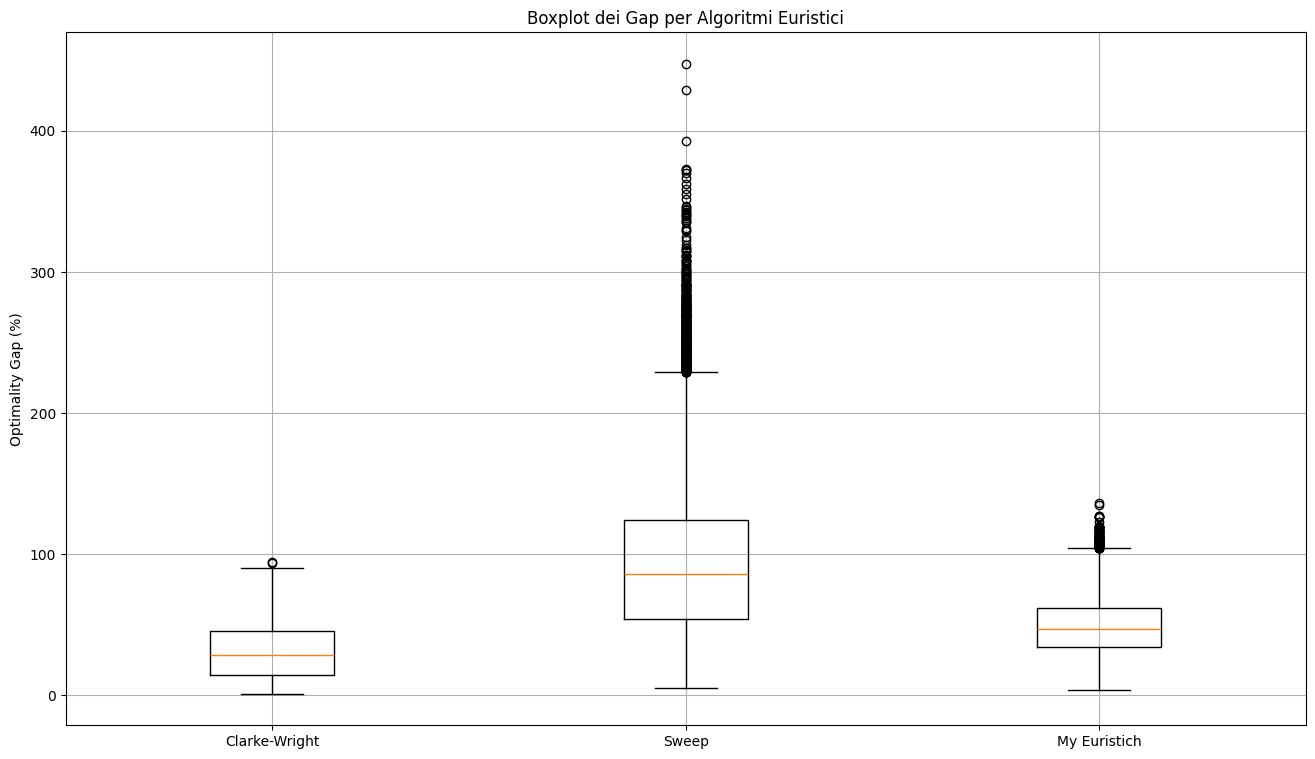 Boxplot dei Gap per Algoritmi Euristici
Optimality Gap (%)
400
300
200
100
0
Clarke-Wright
Sweep
My Euristich